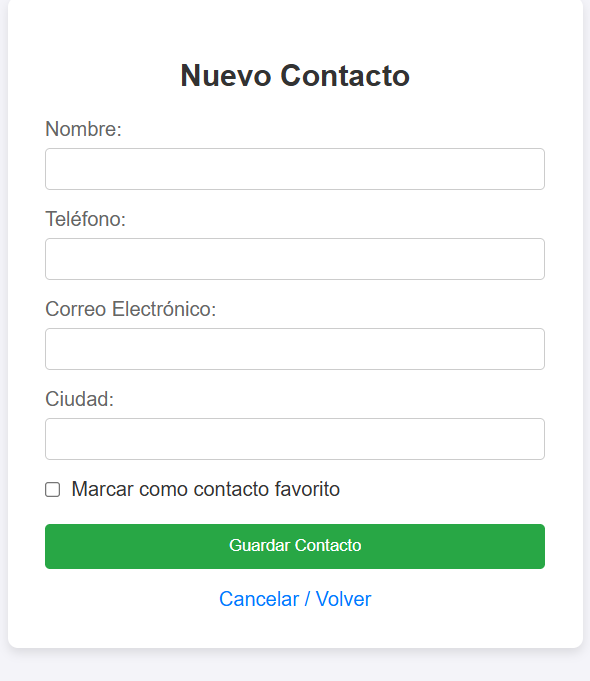 Nuevo Contacto
Nombre:
Teléfono:
Correo Electrónico:
Ciudad:
Marcar como contacto favorito
Guardar Contacto
Cancelar / Volver